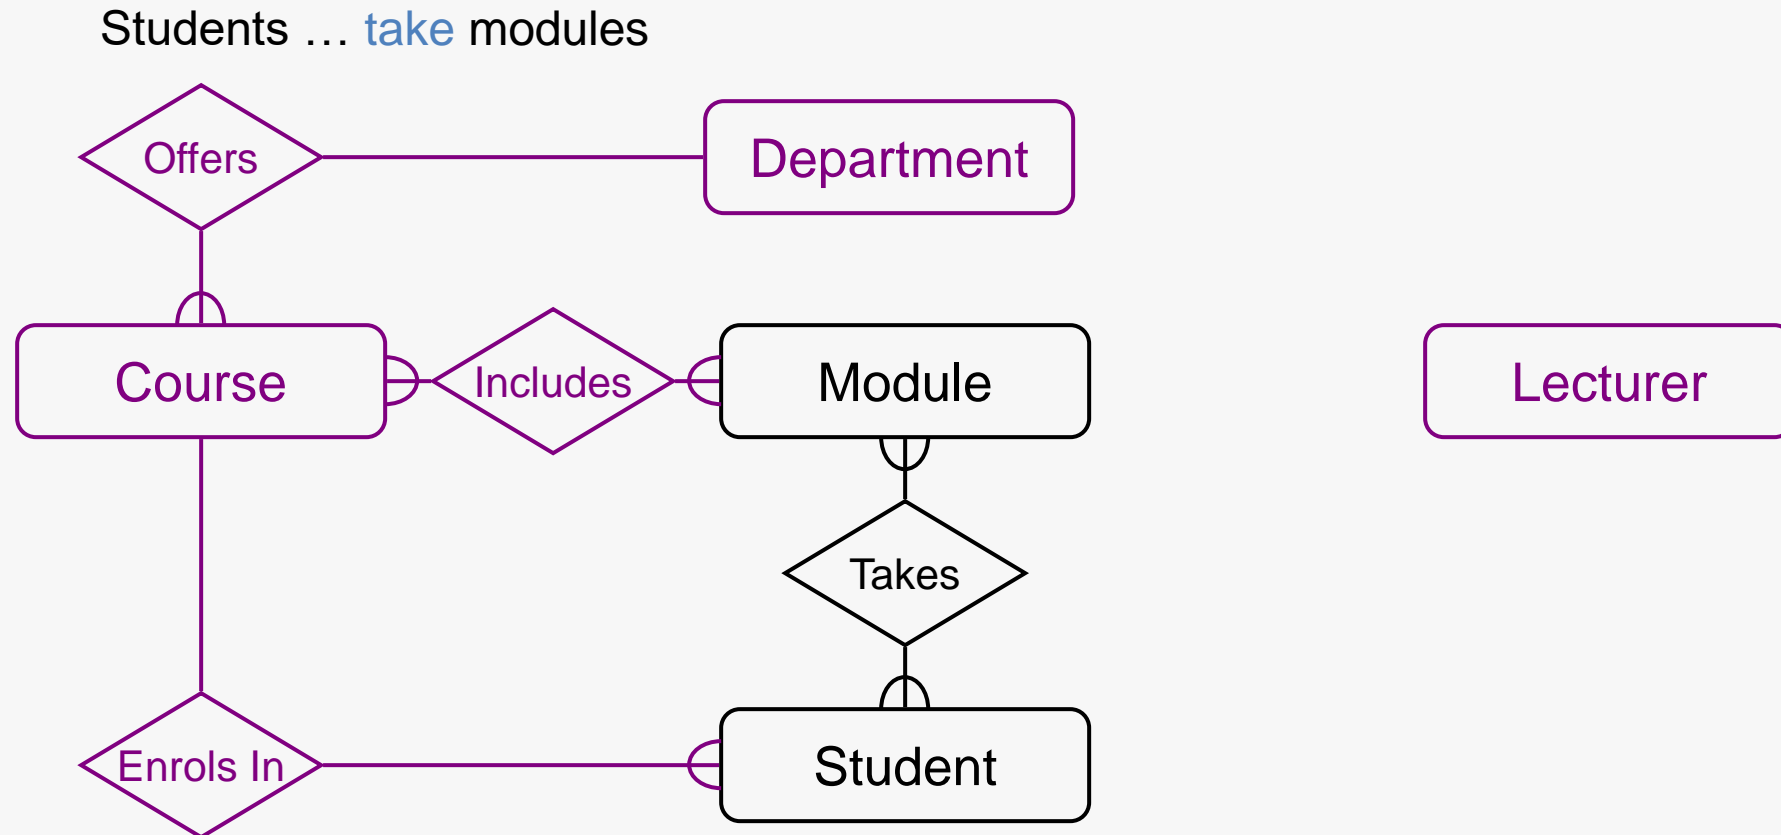 Students … take modules
Offers
Department
Course
Includes
Module
Lecturer
Takes
Enrols In
Student